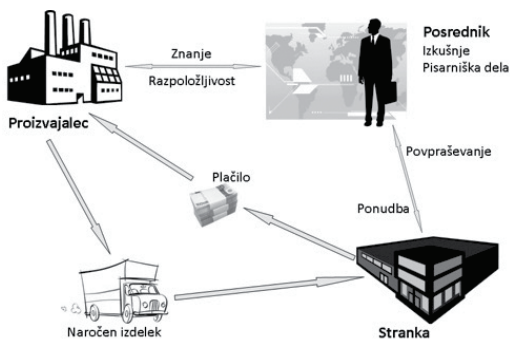 Znanje
Razpoložljivost
Proizvajalec
Posrednik
Izkušnje
Pisarniška dela
Povpraševanje
Ponudba
Plačilo
Naročen izdelek
Stranka